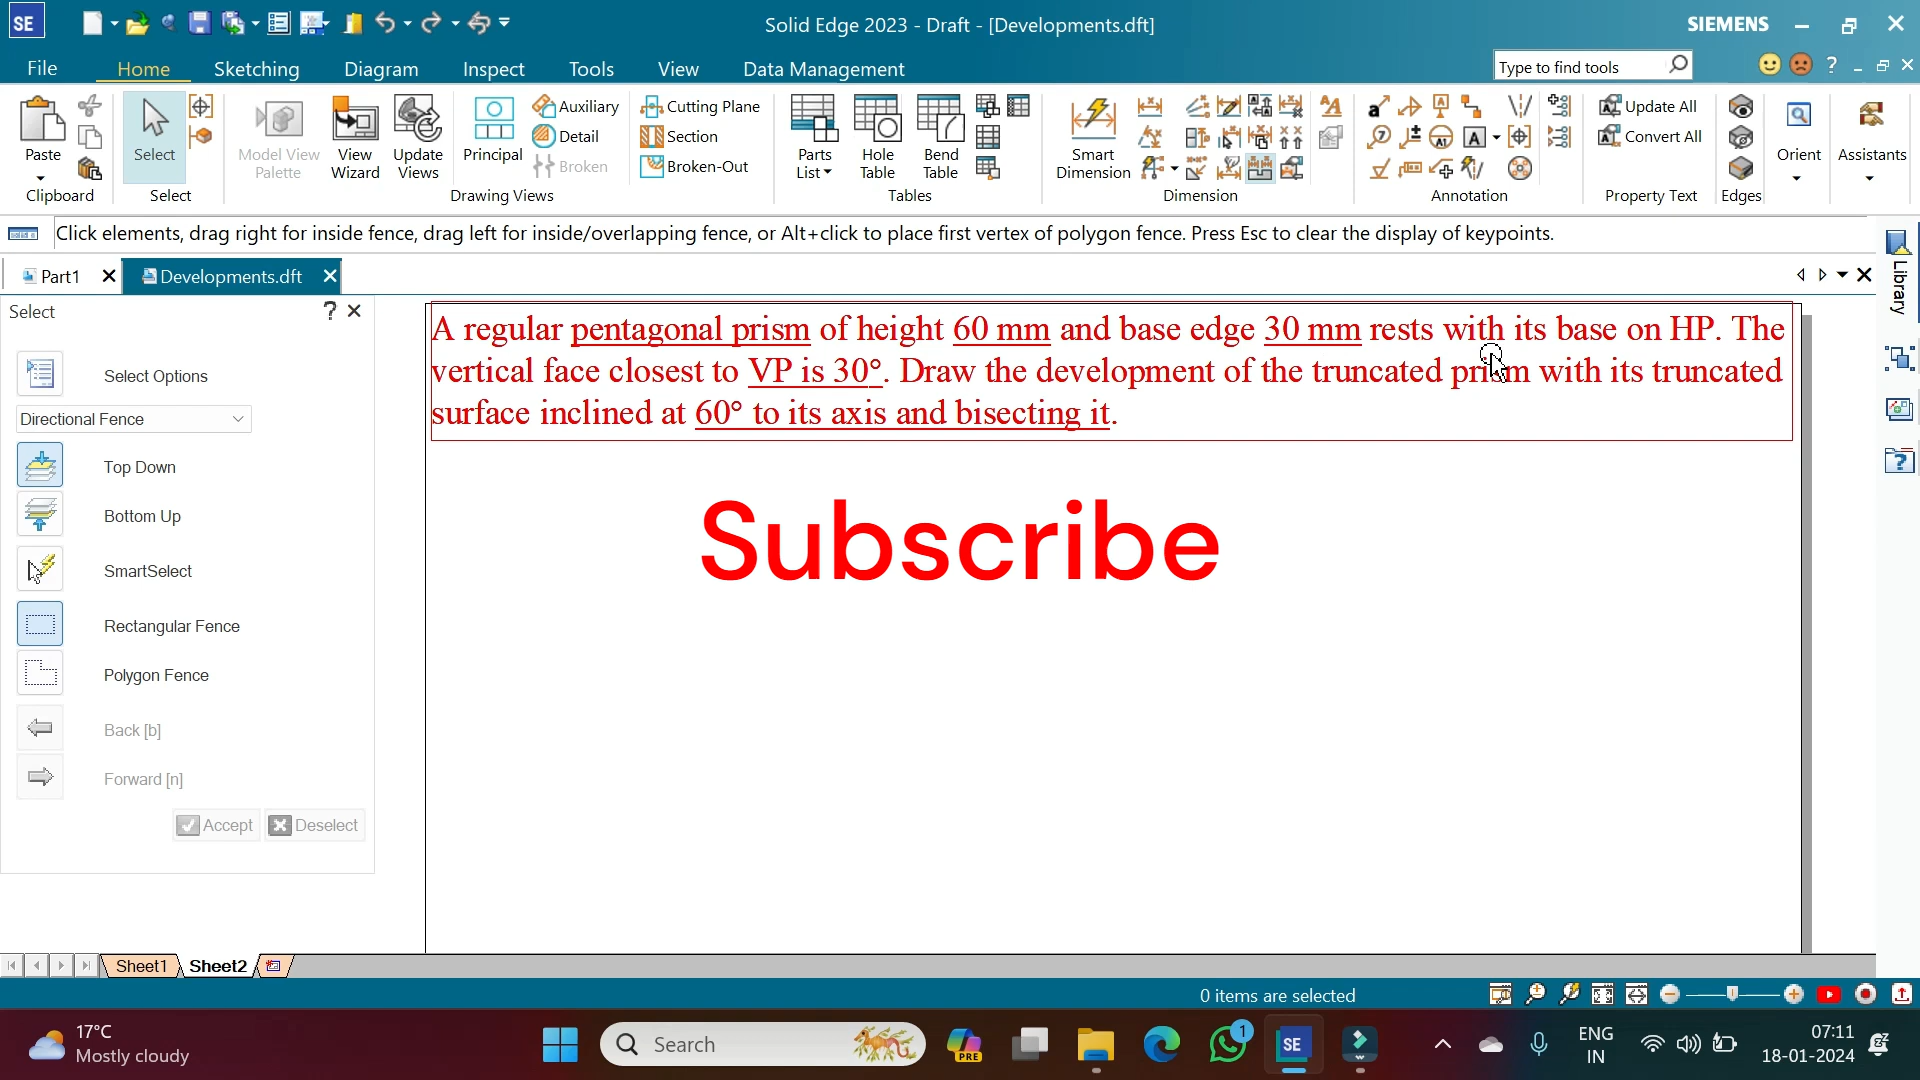 SE
Solid Edge 2023 - Draft - [Developments.dft]
SIEMENS
File
Home
Sketching
Diagram
Inspect
Tools
View
Data Management
Type to find tools
?
Paste
Clipboard
Select
Select
Model View Palette
View Wizard
Update Views
Principal
Auxiliary
Detail
Broken
Cutting Plane
Section
Broken-Out
Drawing Views
Parts List
Hole Table
Bend Table
Tables
Smart Dimension
Dimension
Annotation
Update All
Convert All
Property Text
Edges
Orient
Assistants
Click elements, drag right for inside fence, drag left for inside/overlapping fence, or Alt+click to place first vertex of polygon fence. Press Esc to clear the display of keypoints.
Part1
Developments.dft
Library
Select
?
Select Options
Directional Fence
Top Down
Bottom Up
SmartSelect
Rectangular Fence
Polygon Fence
Back [b]
Forward [n]
Accept
Deselect
A regular pentagonal prism of height 60 mm and base edge 30 mm rests with its base on HP. The
vertical face closest to VP is 30°. Draw the development of the truncated prism with its truncated
surface inclined at 60° to its axis and bisecting it.
Subscribe
Sheet1
Sheet2
0 items are selected
17°C
Mostly cloudy
Search
PRE
1
SE
ENG
IN
07:11
18-01-2024